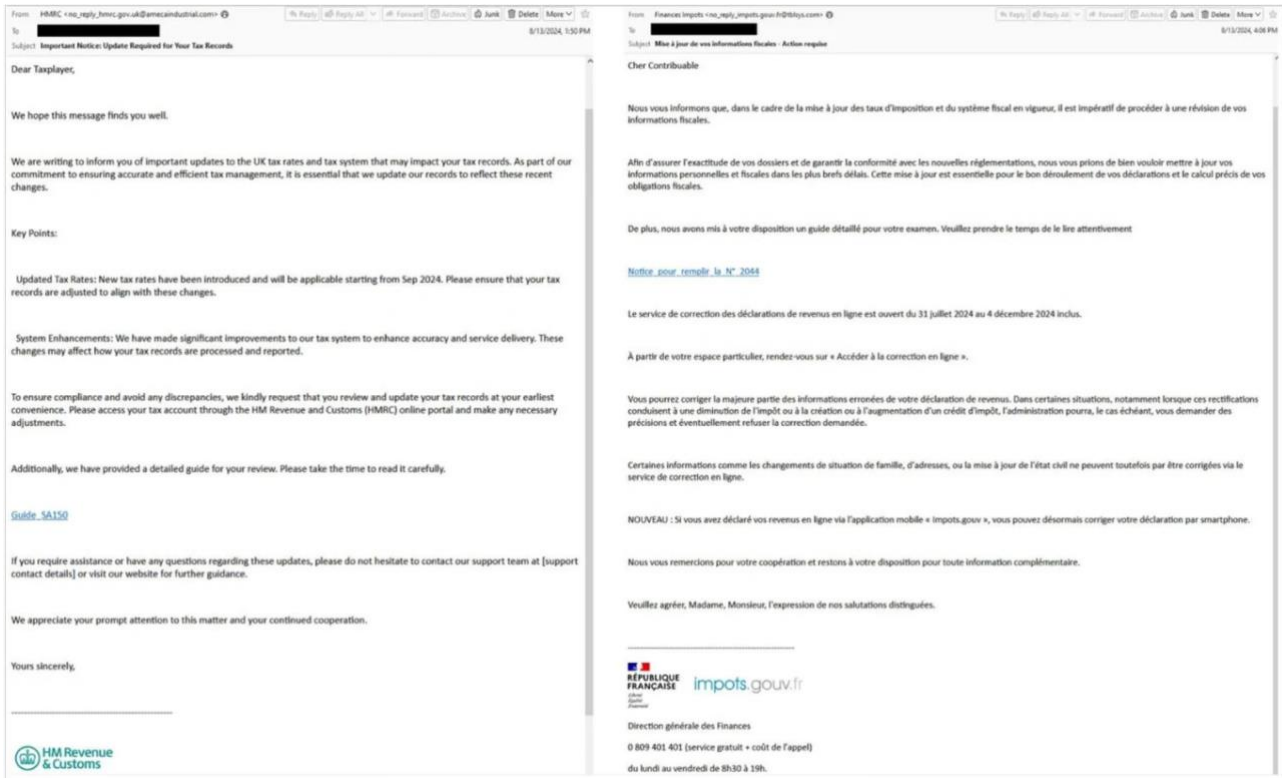 From HMRC <no_reply_hmrc.gov.uk@amecaindustrial.com>
Reply Reply All Forward Archive Junk Delete More
To
8/13/2024, 1:50 PM
Subject Important Notice: Update Required for Your Tax Records
Dear Taxplayer,
We hope this message finds you well.
We are writing to inform you of important updates to the UK tax rates and tax system that may impact your tax records. As part of our
commitment to ensuring accurate and efficient tax management, it is essential that we update our records to reflect these recent
changes.
Key Points:
Updated Tax Rates: New tax rates have been introduced and will be applicable starting from Sep 2024. Please ensure that your tax
records are adjusted to align with these changes.
System Enhancements: We have made significant improvements to our tax system to enhance accuracy and service delivery. These
changes may affect how your tax records are processed and reported.
To ensure compliance and avoid any discrepancies, we kindly request that you review and update your tax records at your earliest
convenience. Please access your tax account through the HM Revenue and Customs (HMRC) online portal and make any necessary
adjustments.
Additionally, we have provided a detailed guide for your review. Please take the time to read it carefully.
Guide_SA150
If you require assistance or have any questions regarding these updates, please do not hesitate to contact our support team at [support
contact details] or visit our website for further guidance.
We appreciate your prompt attention to this matter and your continued cooperation.
Yours sincerely,
HM Revenue
& Customs
From Finances Impots <no_reply_impots.gouv.fr@tblsys.com>
Reply Reply All Forward Archive Junk Delete More
To
8/13/2024, 4:06 PM
Subject Mise à jour de vos informations fiscales - Action requise
Cher Contribuable
Nous vous informons que, dans le cadre de la mise à jour des taux d'imposition et du système fiscal en vigueur, il est impératif de procéder à une révision de vos
informations fiscales.
Afin d'assurer l'exactitude de vos dossiers et de garantir la conformité avec les nouvelles réglementations, nous vous prions de bien vouloir mettre à jour vos
informations personnelles et fiscales dans les plus brefs délais. Cette mise à jour est essentielle pour le bon déroulement de vos déclarations et le calcul précis de vos
obligations fiscales.
De plus, nous avons mis à votre disposition un guide détaillé pour votre examen. Veuillez prendre le temps de le lire attentivement
Notice_pour_remplir_la_N°_2044
Le service de correction des déclarations de revenus en ligne est ouvert du 31 juillet 2024 au 4 décembre 2024 inclus.
À partir de votre espace particulier, rendez-vous sur « Accéder à la correction en ligne ».
Vous pourrez corriger la majeure partie des informations erronées de votre déclaration de revenus. Dans certaines situations, notamment lorsque ces rectifications
conduisent à une diminution de l'impôt ou à la création ou à l'augmentation d'un crédit d'impôt, l'administration pourra, le cas échéant, vous demander des
précisions et éventuellement refuser la correction demandée.
Certaines informations comme les changements de situation de famille, d'adresses, ou la mise à jour de l'état civil ne peuvent toutefois par être corrigées via le
service de correction en ligne.
NOUVEAU : Si vous avez déclaré vos revenus en ligne via l'application mobile « Impots.gouv », vous pouvez désormais corriger votre déclaration par smartphone.
Nous vous remercions pour votre coopération et restons à votre disposition pour toute information complémentaire.
Veuillez agréer, Madame, Monsieur, l'expression de nos salutations distinguées.
RÉPUBLIQUE
FRANÇAISE
Liberté
Égalité
Fraternité
impots.gouv.fr
Direction générale des Finances
0 809 401 401 (service gratuit + coût de l'appel)
du lundi au vendredi de 8h30 à 19h.